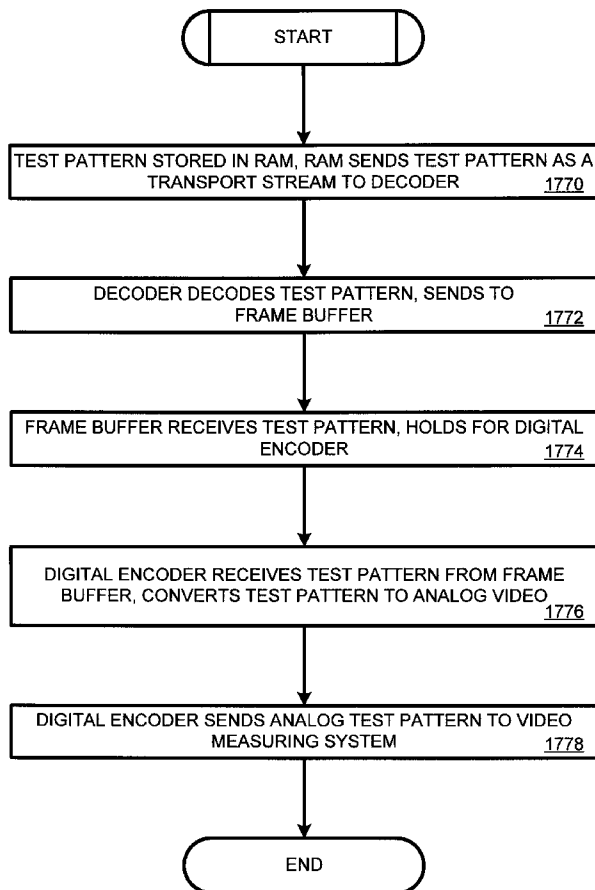 START
TEST PATTERN STORED IN RAM, RAM SENDS TEST PATTERN AS A
TRANSPORT STREAM TO DECODER
1770
DECODER DECODES TEST PATTERN, SENDS TO
FRAME BUFFER
1772
FRAME BUFFER RECEIVES TEST PATTERN, HOLDS FOR DIGITAL
ENCODER
1774
DIGITAL ENCODER RECEIVES TEST PATTERN FROM FRAME
BUFFER, CONVERTS TEST PATTERN TO ANALOG VIDEO
1776
DIGITAL ENCODER SENDS ANALOG TEST PATTERN TO VIDEO
MEASURING SYSTEM
1778
END